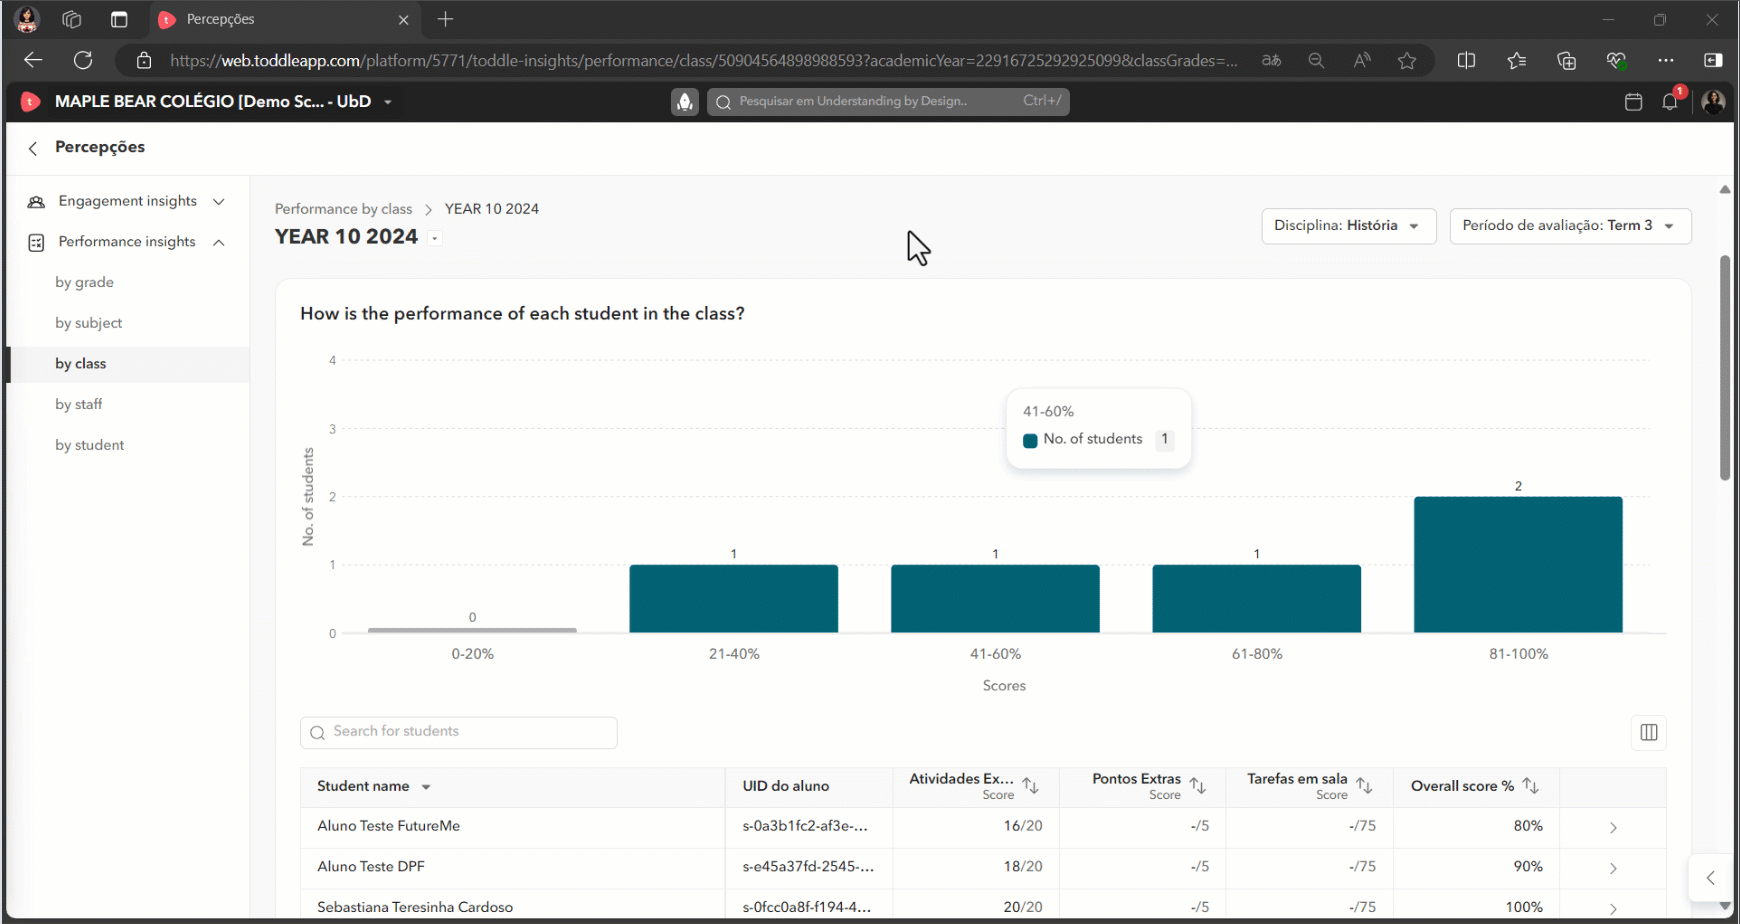 Percepções
https://web.toddleapp.com/platform/5771/toddle-insights/performance/class/50904564898988593?academicYear=22916725292925099&classGrades=...
MAPLE BEAR COLÉGIO [Demo Sc... - UbD
Pesquisar em Understanding by Design..
Ctrl+/
1
Percepções
Engagement insights
Performance insights
by grade
by subject
by class
by staff
by student
Performance by class > YEAR 10 2024
YEAR 10 2024
Disciplina: História
Período de avaliação: Term 3
How is the performance of each student in the class?
4
3
2
1
0
No. of students
41-60%
No. of students 1
0
1
1
1
2
0-20%
21-40%
41-60%
61-80%
81-100%
Scores
Search for students
Student name
UID do aluno
Atividades Ex...
Score
Pontos Extras
Score
Tarefas em sala
Score
Overall score %
Aluno Teste FutureMe s-0a3b1fc2-af3e-... 16/20 -/5 -/75 80%
Aluno Teste DPF s-e45a37fd-2545-... 18/20 -/5 -/75 90%
Sebastiana Teresinha Cardoso s-0fcc0a8f-f194-4... 20/20 -/5 -/75 100%